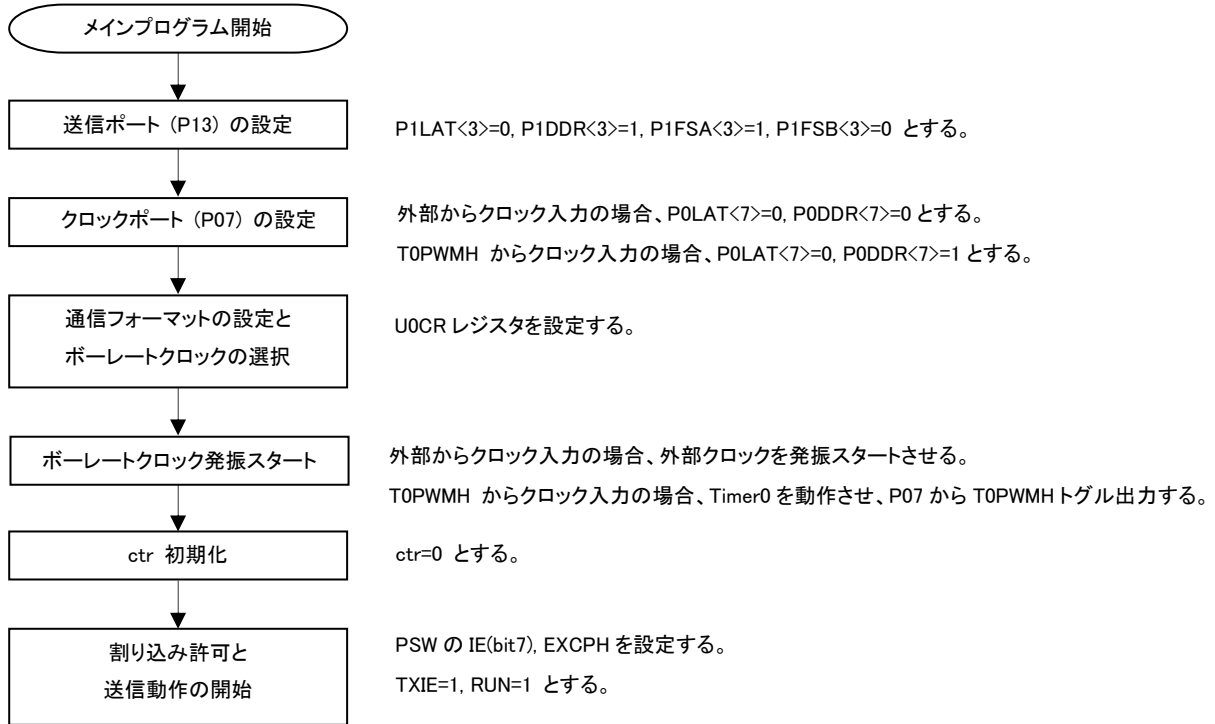 メインプログラム開始
送信ポート (P13) の設定
P1LAT<3>=0, P1DDR<3>=1, P1FSA<3>=1, P1FSB<3>=0 とする。
クロックポート (P07) の設定
外部からクロック入力の場合、P0LAT<7>=0, P0DDR<7>=0 とする。
T0PWMH からクロック入力の場合、P0LAT<7>=0, P0DDR<7>=1 とする。
通信フォーマットの設定と
ボーレートクロックの選択
U0CR レジスタを設定する。
ボーレートクロック発振スタート
外部からクロック入力の場合、外部クロックを発振スタートさせる。
T0PWMH からクロック入力の場合、Timer0 を動作させ、P07 から T0PWMH トグル出力する。
ctr 初期化
ctr=0 とする。
割り込み許可と
送信動作の開始
PSW の IE(bit7), EXCPH を設定する。
TXIE=1, RUN=1 とする。